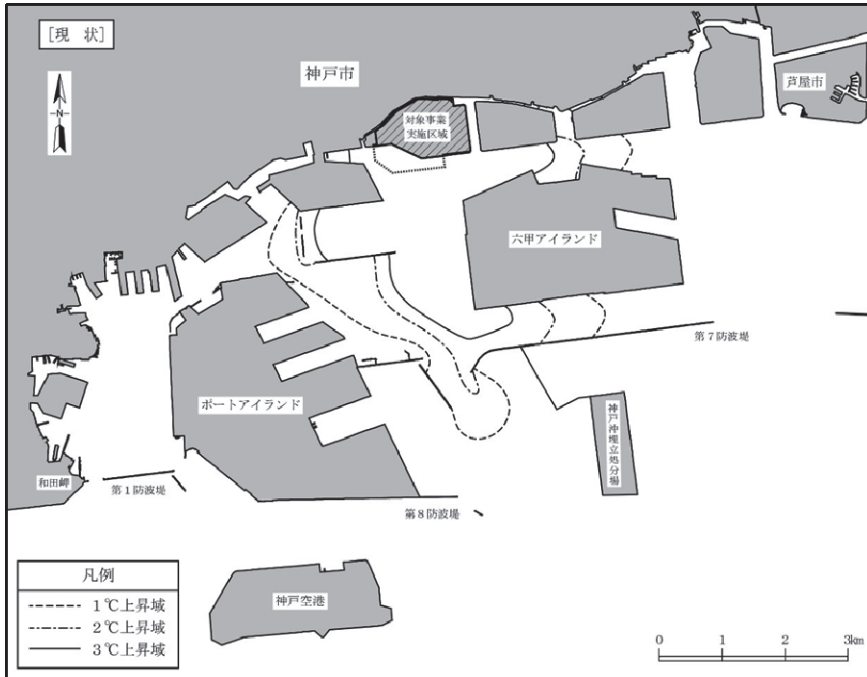 [現 状]
神戸市
芦屋市
N
対象事業
実施区域
六甲アイランド
第7防波堤
ポートアイランド
神戸沖埋立処分場
和田岬
第1防波堤
第8防波堤
神戸空港
凡例
1℃上昇域
2℃上昇域
3℃上昇域
0 1 2 3km